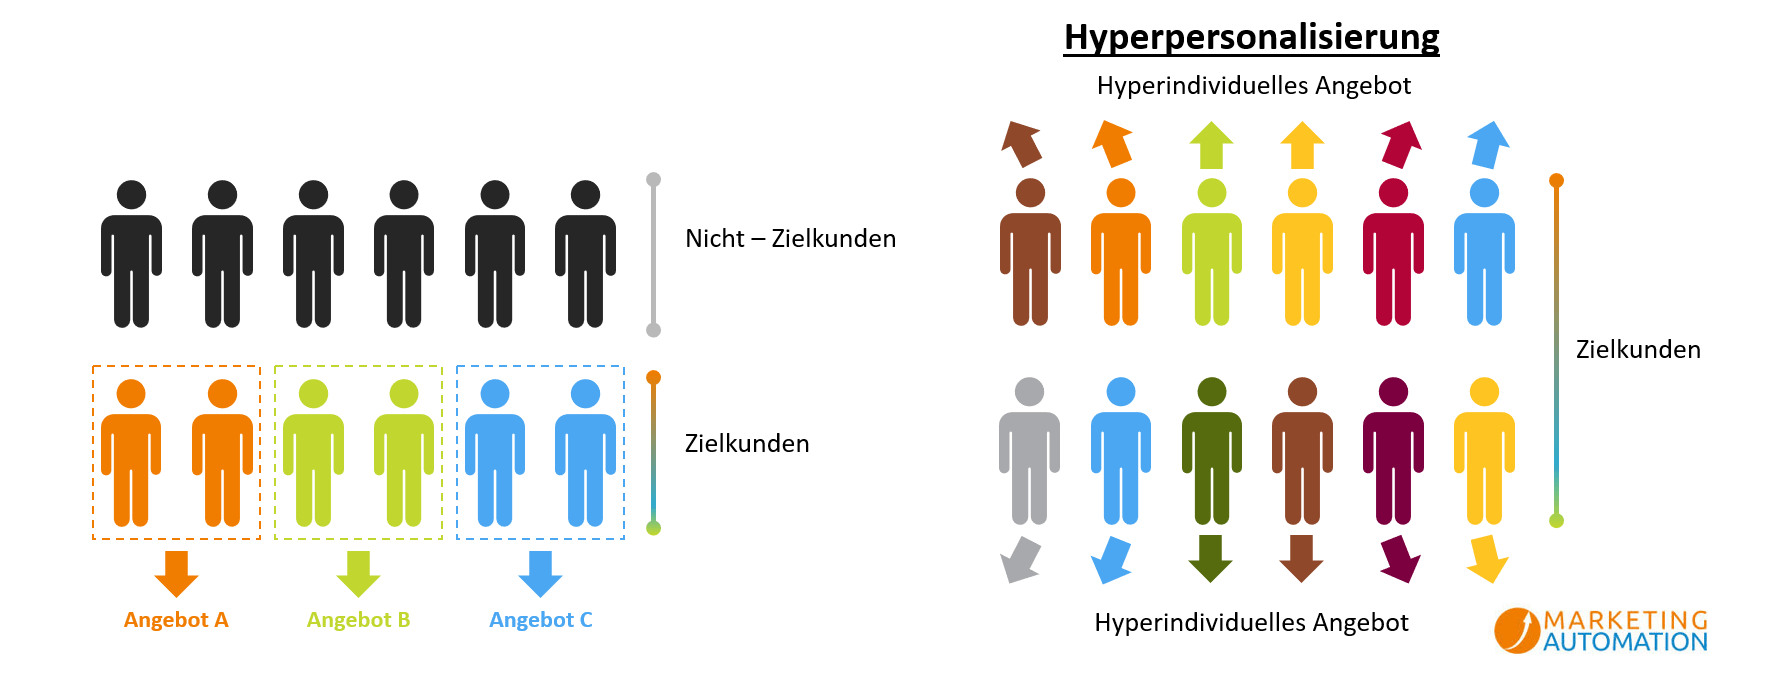 Nicht – Zielkunden
Zielkunden
Angebot A
Angebot B
Angebot C
Hyperpersonalisierung
Hyperindividuelles Angebot
Zielkunden
Hyperindividuelles Angebot
MARKETING
AUTOMATION